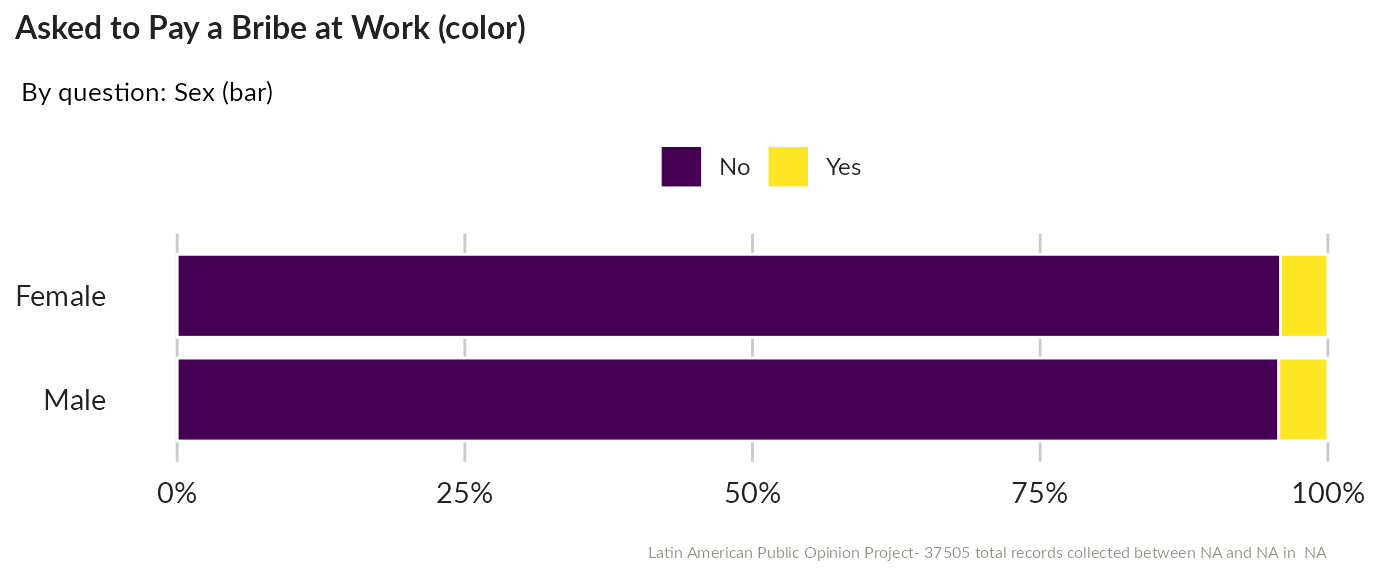 Asked to Pay a Bribe at Work (color)
By question: Sex (bar)
No Yes
Female
Male
0% 25% 50% 75% 100%
Latin American Public Opinion Project- 37505 total records collected between NA and NA in  NA